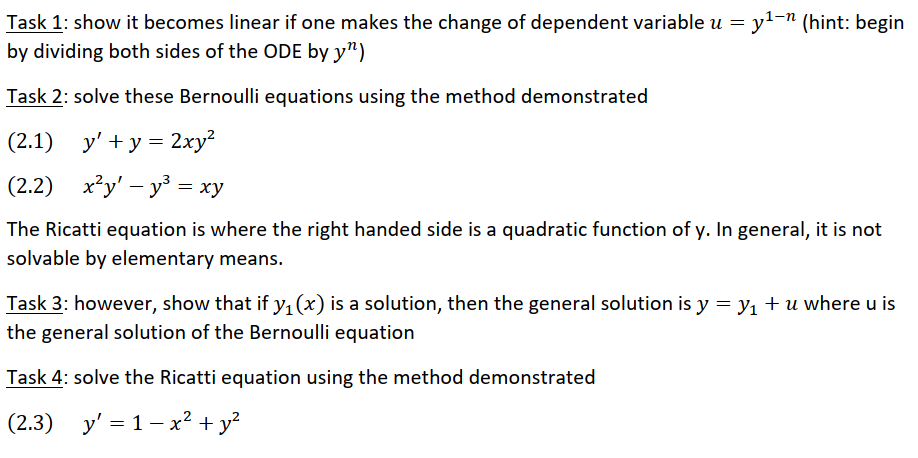 Task 1: show it becomes linear if one makes the change of dependent variable u = y¹⁻ⁿ (hint: begin
by dividing both sides of the ODE by yⁿ)
Task 2: solve these Bernoulli equations using the method demonstrated
(2.1) y′ + y = 2xy²
(2.2) x²y′ − y³ = xy
The Ricatti equation is where the right handed side is a quadratic function of y. In general, it is not
solvable by elementary means.
Task 3: however, show that if y₁(x) is a solution, then the general solution is y = y₁ + u where u is
the general solution of the Bernoulli equation
Task 4: solve the Ricatti equation using the method demonstrated
(2.3) y′ = 1 − x² + y²